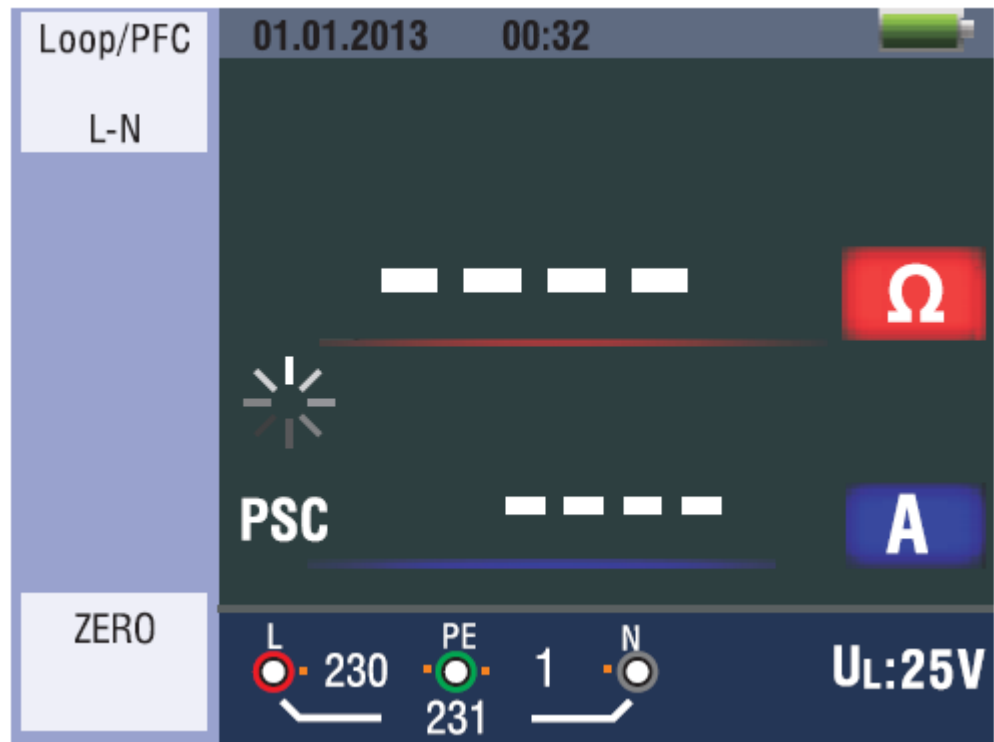 Loop/PFC
L-N
01.01.2013 00:32
---- Ω
PSC ---- A
ZERO
L PE N
230 1
231
UL:25V